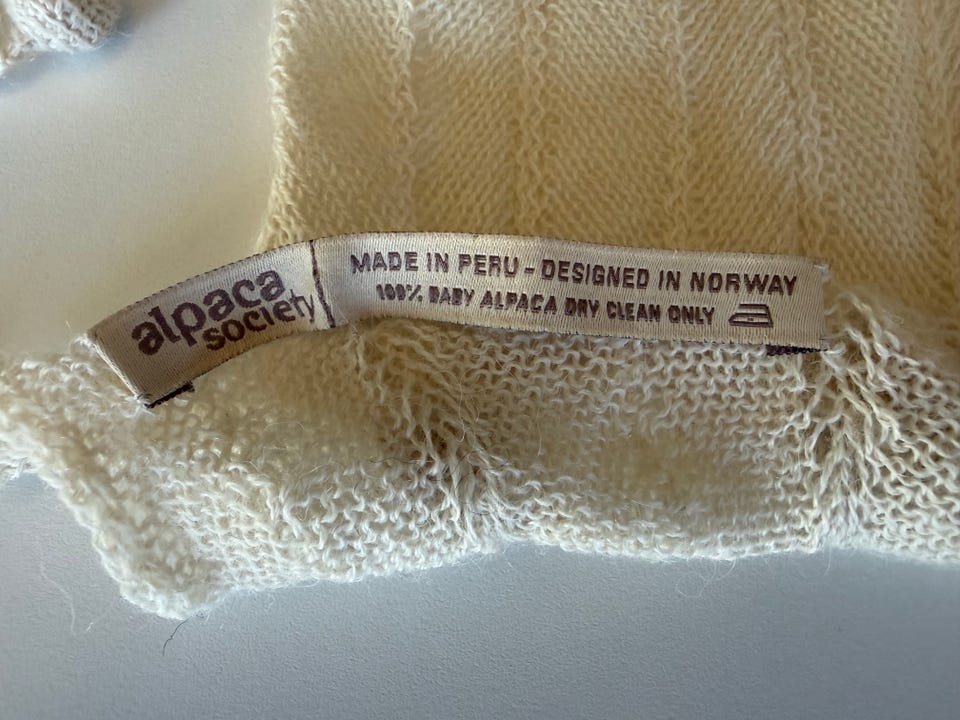 alpaca
society
MADE IN PERU - DESIGNED IN NORWAY
100% BABY ALPACA DRY CLEAN ONLY